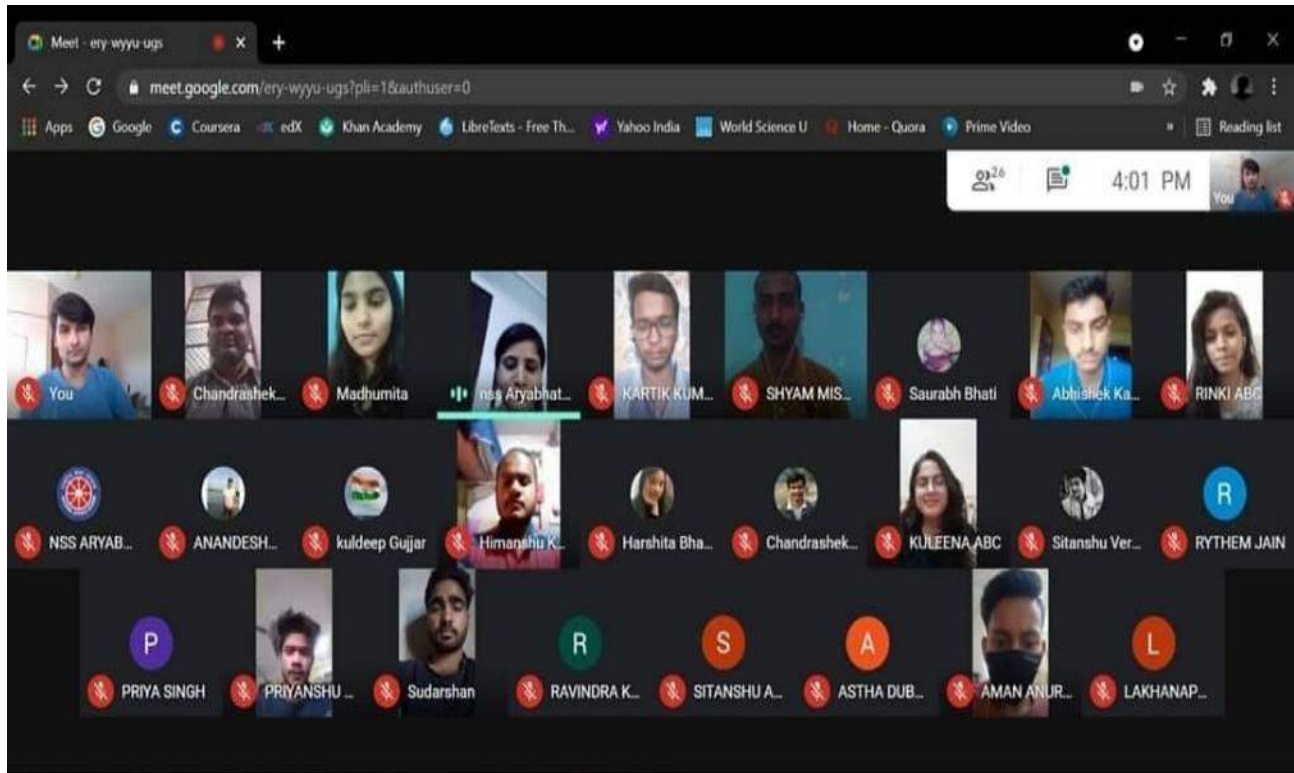 Meet - ery-wyyu-ugs
meet.google.com/ery-wyyu-ugs?pli=1&authuser=0
Apps Google Coursera edX Khan Academy LibreTexts - Free Th... Yahoo India World Science U Home - Quora Prime Video » Reading list
26 4:01 PM You
You Chandrashek... Madhumita nss Aryabhat... KARTIK KUM... SHYAM MIS... Saurabh Bhati Abhishek Ka... RINKI ABC
NSS ARYAB... ANANDESH... kuldeep Gujjar Himanshu K... Harshita Bha... Chandrashek... KULEENA ABC Sitanshu Ver... R RYTHEM JAIN
P PRIYA SINGH PRIYANSHU ... Sudarshan R RAVINDRA K... S SITANSHU A... A ASTHA DUB... AMAN ANUR... L LAKHANAP...